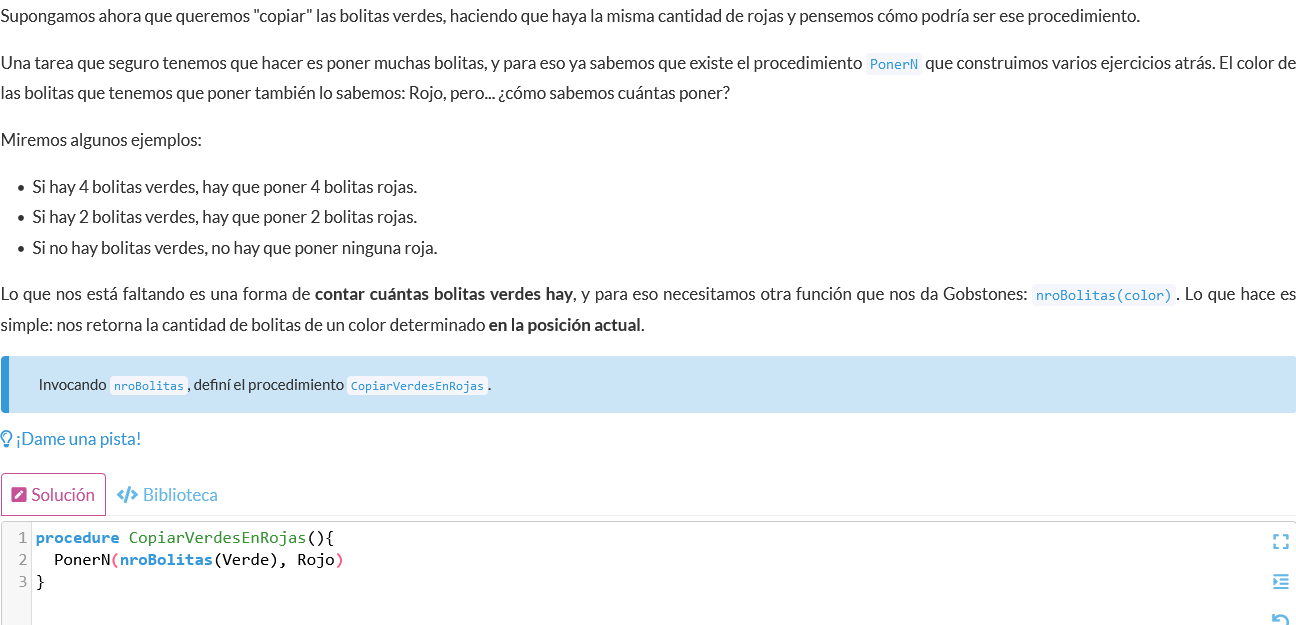 Supongamos ahora que queremos "copiar" las bolitas verdes, haciendo que haya la misma cantidad de rojas y pensemos cómo podría ser ese procedimiento.
Una tarea que seguro tenemos que hacer es poner muchas bolitas, y para eso ya sabemos que existe el procedimiento PonerN que construimos varios ejercicios atrás. El color de
las bolitas que tenemos que poner también lo sabemos: Rojo, pero... ¿cómo sabemos cuántas poner?
Miremos algunos ejemplos:
• Si hay 4 bolitas verdes, hay que poner 4 bolitas rojas.
• Si hay 2 bolitas verdes, hay que poner 2 bolitas rojas.
• Si no hay bolitas verdes, no hay que poner ninguna roja.
Lo que nos está faltando es una forma de contar cuántas bolitas verdes hay, y para eso necesitamos otra función que nos da Gobstones: nroBolitas(color). Lo que hace es
simple: nos retorna la cantidad de bolitas de un color determinado en la posición actual.
Invocando nroBolitas, definí el procedimiento CopiarVerdesEnRojas.
¡Dame una pista!
Solución </> Biblioteca
1 procedure CopiarVerdesEnRojas(){
2   PonerN(nroBolitas(Verde), Rojo)
3 }